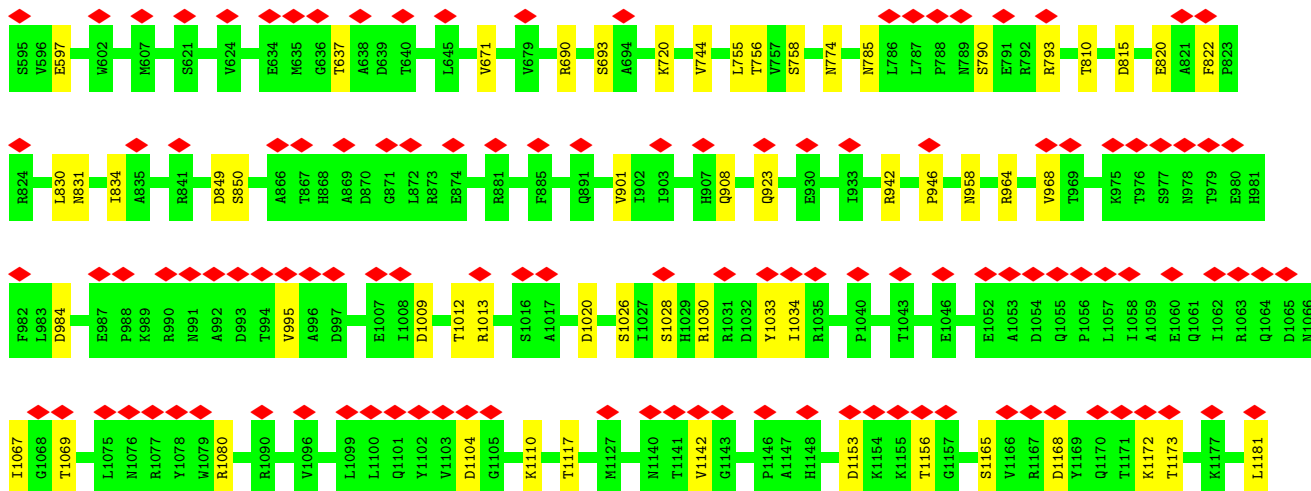 S595 V596 E597 W602 M607 S621 V624 E634 M635 G636 T637 A638 D639 T640 L645 V671 V679 R690 S693 A694 K720 V744 L755 T756 V757 S758 N774 N785 L786 L787 P788 N789 S790 E791 R792 R793 T810 D815 E820 A821 F822 P823
R824 L830 N831 I834 A835 R841 D849 S850 A866 T867 H868 A869 D870 G871 L872 R873 E874 R881 F885 Q891 V901 I902 I903 H907 Q908 Q923 E930 I933 R942 P946 N958 R964 V968 T969 K975 T976 S977 N978 T979 E980 H981
F982 L983 D984 E987 P988 K989 R990 N991 A992 D993 T994 V995 A996 D997 E1007 I1008 D1009 T1012 R1013 S1016 A1017 D1020 S1026 I1027 S1028 H1029 R1030 R1031 D1032 Y1033 I1034 R1035 P1040 T1043 E1046 E1052 A1053 D1054 Q1055 P1056 L1057 I1058 A1059 E1060 Q1061 I1062 R1063 Q1064 D1065 N1066
I1067 G1068 T1069 L1075 N1076 R1077 Y1078 W1079 R1080 R1090 V1096 L1099 L1100 Q1101 Y1102 V1103 D1104 G1105 K1110 T1117 M1127 N1140 T1141 V1142 G1143 P1146 A1147 H1148 D1153 K1154 K1155 T1156 G1157 S1165 V1166 R1167 D1168 Y1169 Q1170 T1171 K1172 T1173 K1177 L1181